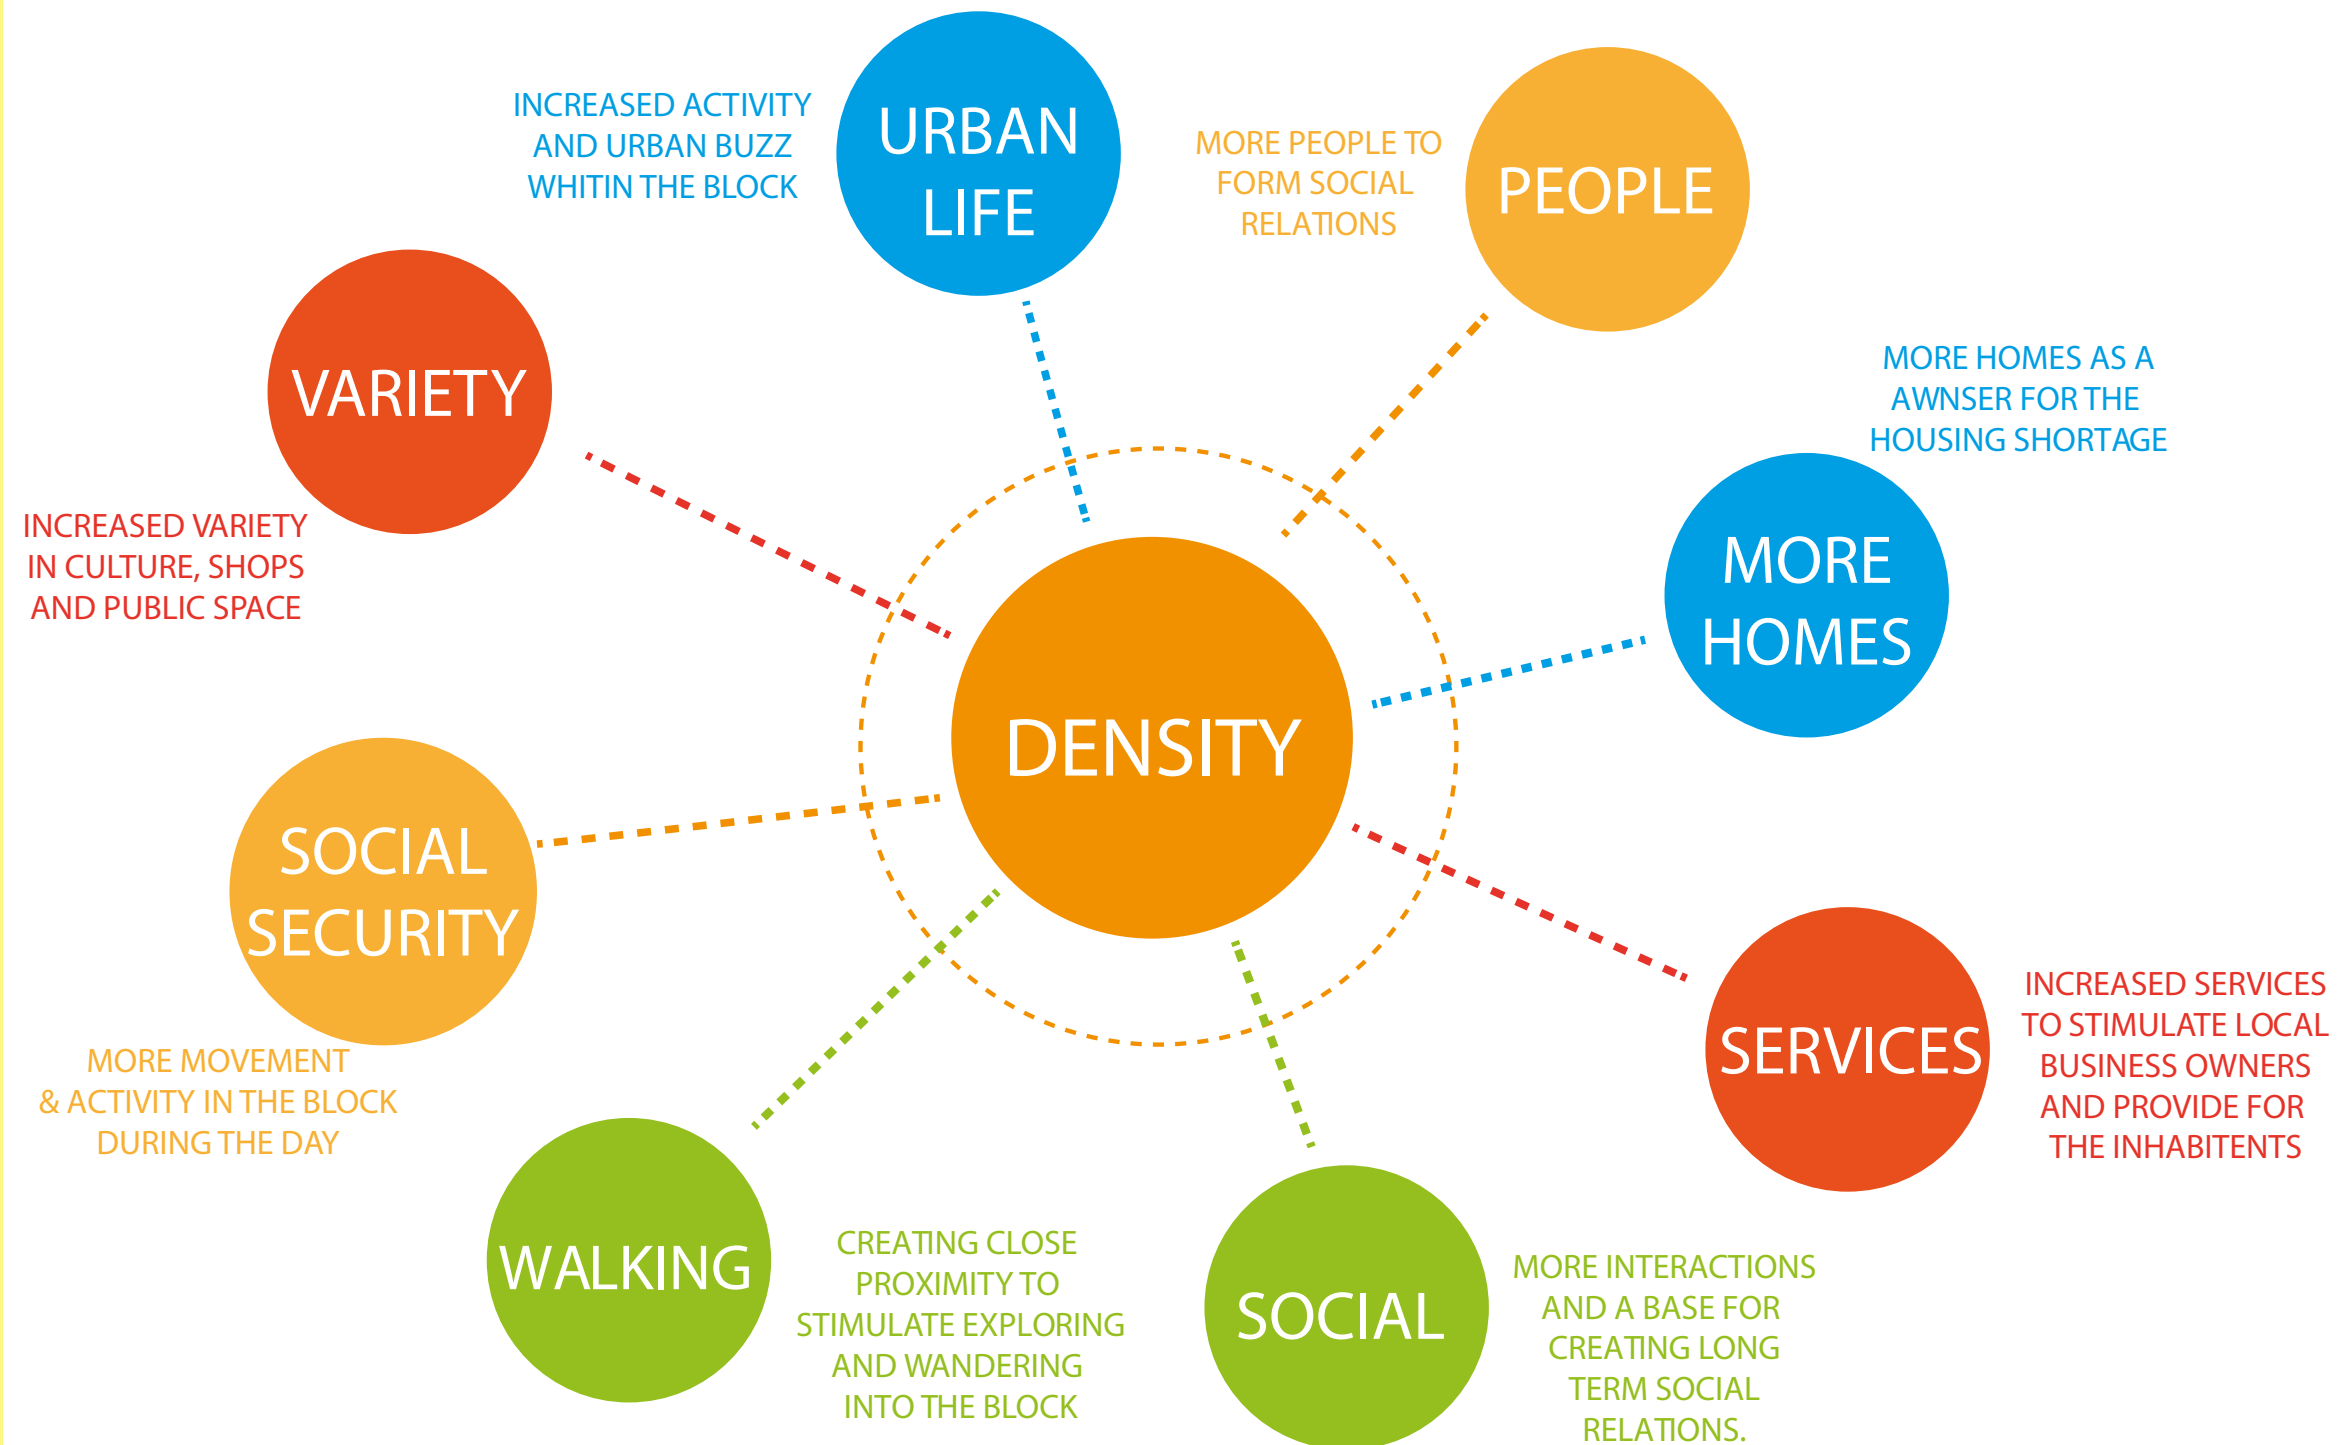 INCREASED ACTIVITY
AND URBAN BUZZ
WHITIN THE BLOCK
URBAN
LIFE
MORE PEOPLE TO
FORM SOCIAL
RELATIONS
PEOPLE
VARIETY
INCREASED VARIETY
IN CULTURE, SHOPS
AND PUBLIC SPACE
MORE HOMES AS A
AWNSER FOR THE
HOUSING SHORTAGE
MORE
HOMES
DENSITY
SOCIAL
SECURITY
MORE MOVEMENT
& ACTIVITY IN THE BLOCK
DURING THE DAY
SERVICES
INCREASED SERVICES
TO STIMULATE LOCAL
BUSINESS OWNERS
AND PROVIDE FOR
THE INHABITENTS
WALKING
CREATING CLOSE
PROXIMITY TO
STIMULATE EXPLORING
AND WANDERING
INTO THE BLOCK
SOCIAL
MORE INTERACTIONS
AND A BASE FOR
CREATING LONG
TERM SOCIAL
RELATIONS.